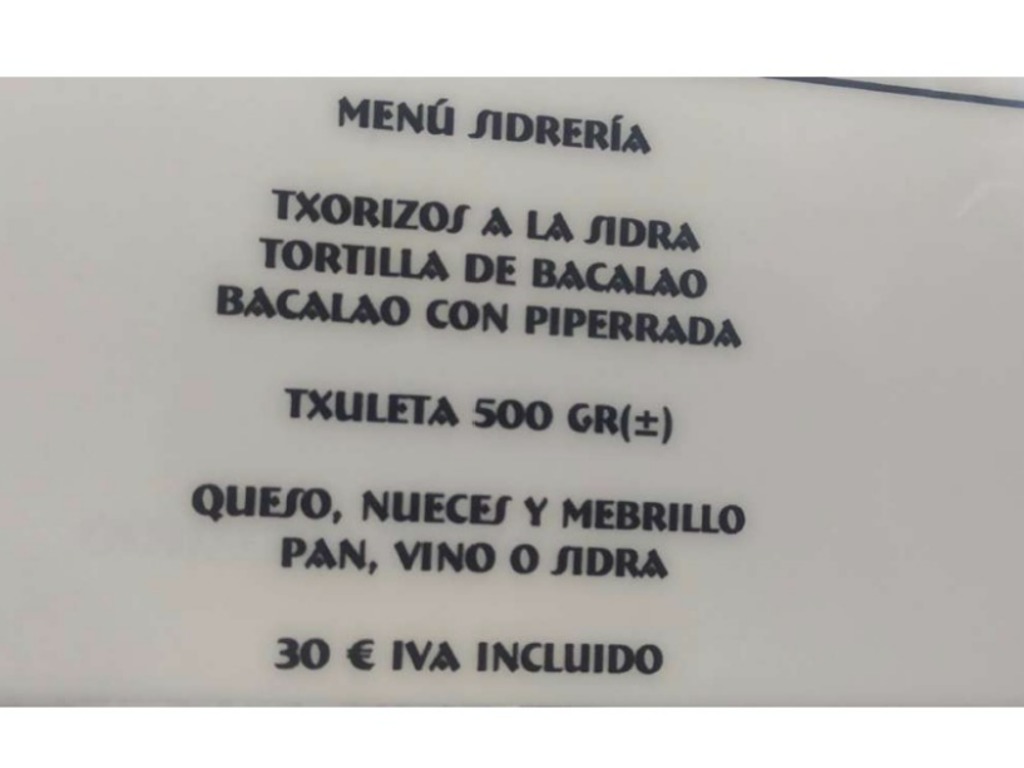 MENÚ SIDRERÍA
TXORIZOS A LA SIDRA
TORTILLA DE BACALAO
BACALAO CON PIPERRADA
TXULETA 500 GR(±)
QUESO, NUECES Y MEBRILLO
PAN, VINO O SIDRA
30 € IVA INCLUIDO